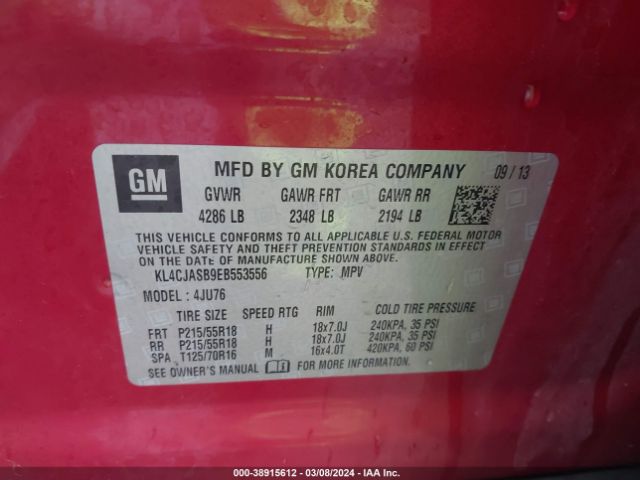 GM
MFD BY GM KOREA COMPANY 09/13
GVWR GAWR FRT GAWR RR
4286 LB 2348 LB 2194 LB
THIS VEHICLE CONFORMS TO ALL APPLICABLE U.S. FEDERAL MOTOR
VEHICLE SAFETY AND THEFT PREVENTION STANDARDS IN EFFECT
ON THE DATE OF MANUFACTURE SHOWN ABOVE.
KL4CJASB9EB553556 TYPE: MPV
MODEL: 4JU76
TIRE SIZE SPEED RTG RIM COLD TIRE PRESSURE
FRT P215/55R18 H 18x7.0J 240KPA, 35 PSI
RR P215/55R18 H 18x7.0J 240KPA, 35 PSI
SPA T125/70R16 M 16x4.0T 420KPA, 60 PSI
SEE OWNER'S MANUAL FOR MORE INFORMATION.
000-38915612 - 03/08/2024 - IAA Inc.